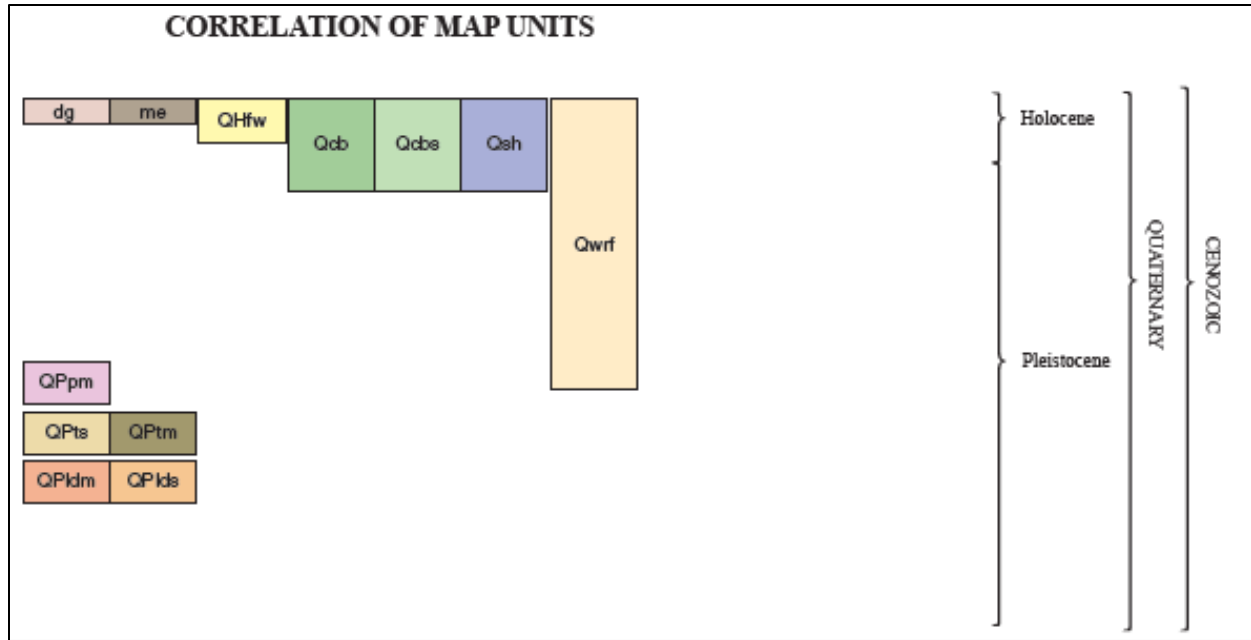 CORRELATION OF MAP UNITS
dg me QHfw Qcb Qcbs Qsh Qwrf
QPpm
QPts QPtm
QPldm QPlds
Holocene
Pleistocene
QUATERNARY
CENOZOIC